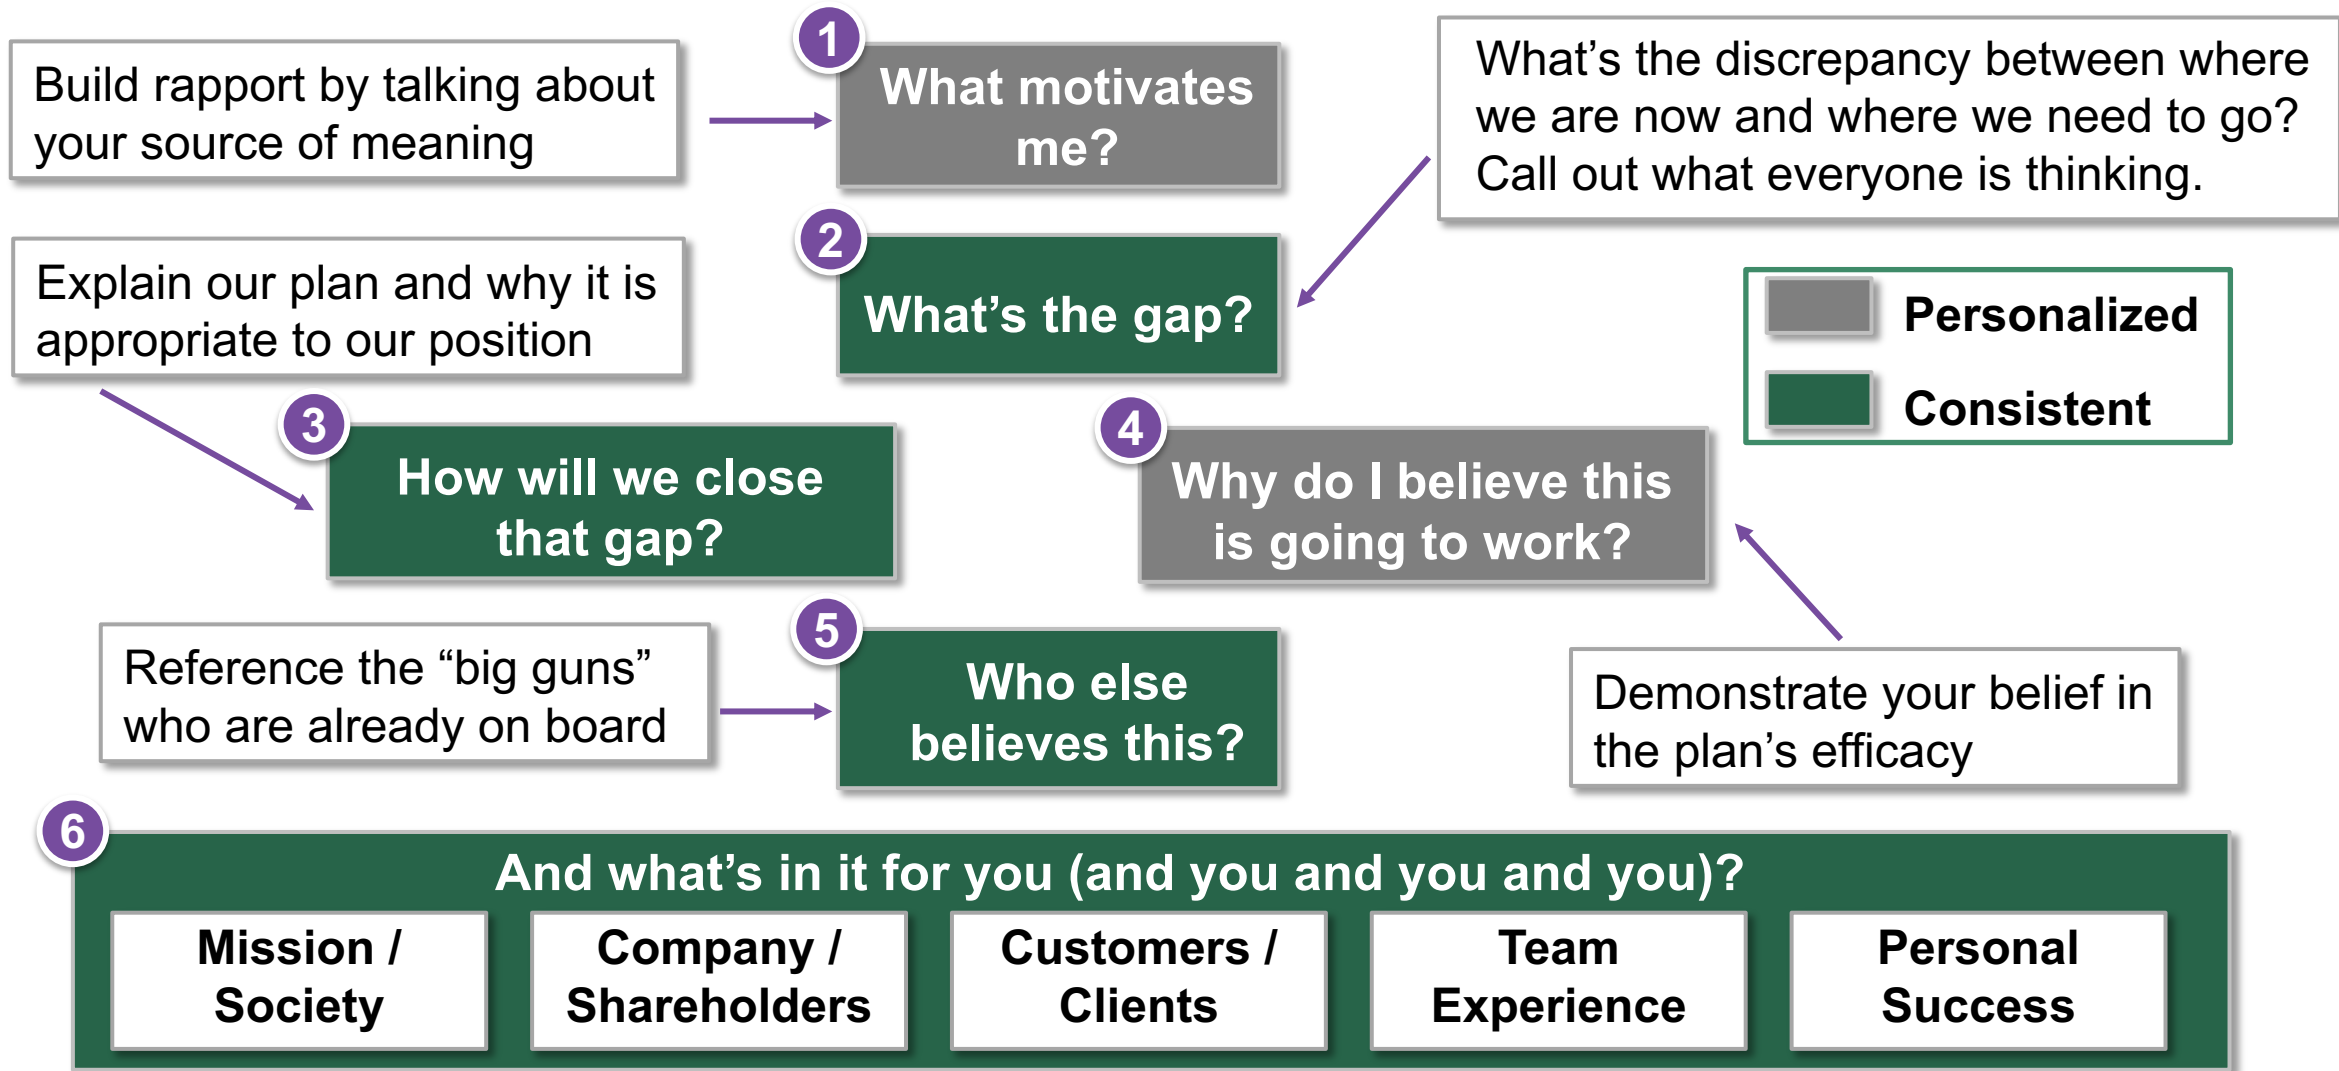 Build rapport by talking about
your source of meaning
1
What motivates
me?
What’s the discrepancy between where
we are now and where we need to go?
Call out what everyone is thinking.
2
What’s the gap?
Explain our plan and why it is
appropriate to our position
Personalized
Consistent
3
How will we close
that gap?
4
Why do I believe this
is going to work?
Reference the “big guns”
who are already on board
5
Who else
believes this?
Demonstrate your belief in
the plan’s efficacy
6
And what’s in it for you (and you and you and you)?
Mission /
Society
Company /
Shareholders
Customers /
Clients
Team
Experience
Personal
Success